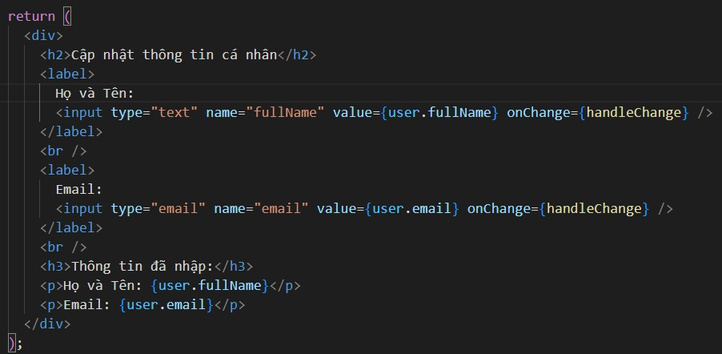 return (
<div>
<h2>Cập nhật thông tin cá nhân</h2>
<label>
Họ và Tên:
<input type="text" name="fullName" value={user.fullName} onChange={handleChange} />
</label>
<br />
<label>
Email:
<input type="email" name="email" value={user.email} onChange={handleChange} />
</label>
<br />
<h3>Thông tin đã nhập:</h3>
<p>Họ và Tên: {user.fullName}</p>
<p>Email: {user.email}</p>
</div>
);